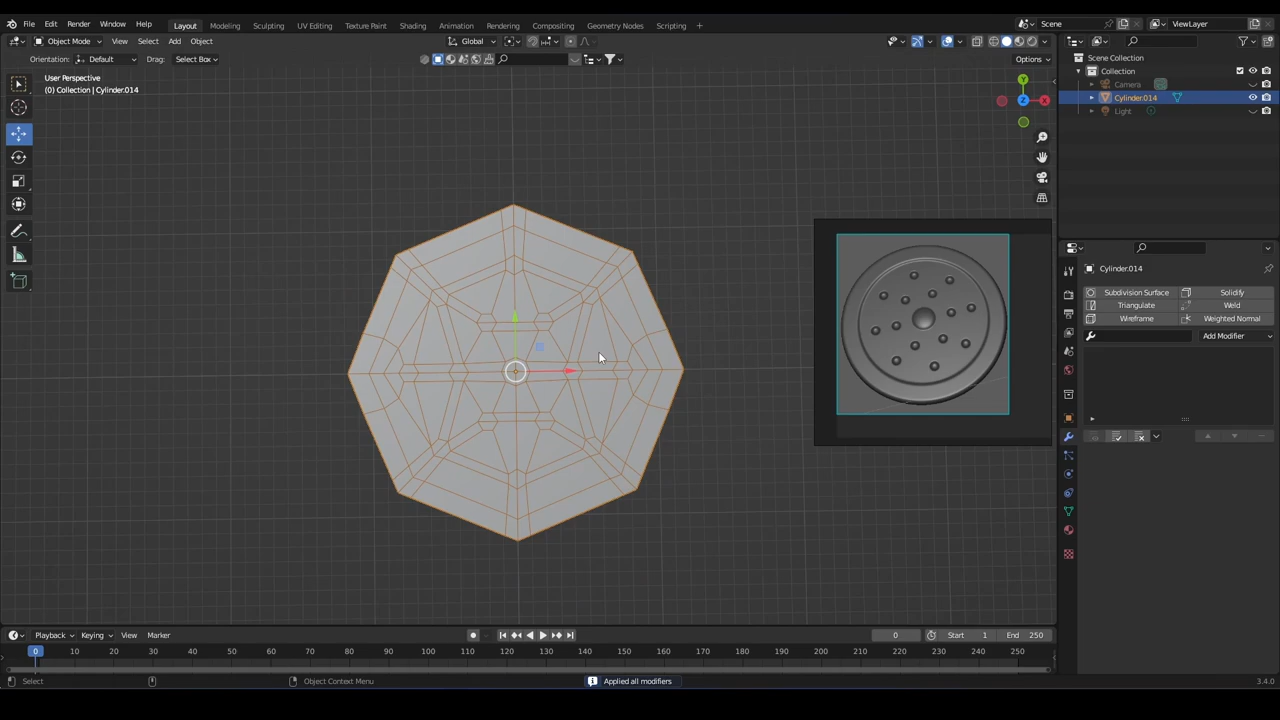 File Edit Render Window Help Layout Modeling Sculpting UV Editing Texture Paint Shading Animation Rendering Compositing Geometry Nodes Scripting + Scene ViewLayer
Object Mode View Select Add Object Global
Orientation: Default Drag: Select Box Options
User Perspective
(0) Collection | Cylinder.014
Scene Collection
Collection
Camera
Cylinder.014
Light
Y
Z
X
Cylinder.014
Subdivision Surface Solidify
Triangulate Weld
Wireframe Weighted Normal
Add Modifier
Playback Keying View Marker 0 Start 1 End 250
0 10 20 30 40 50 60 70 80 90 100 110 120 130 140 150 160 170 180 190 200 210 220 230 240 250
Select Object Context Menu Applied all modifiers 3.4.0